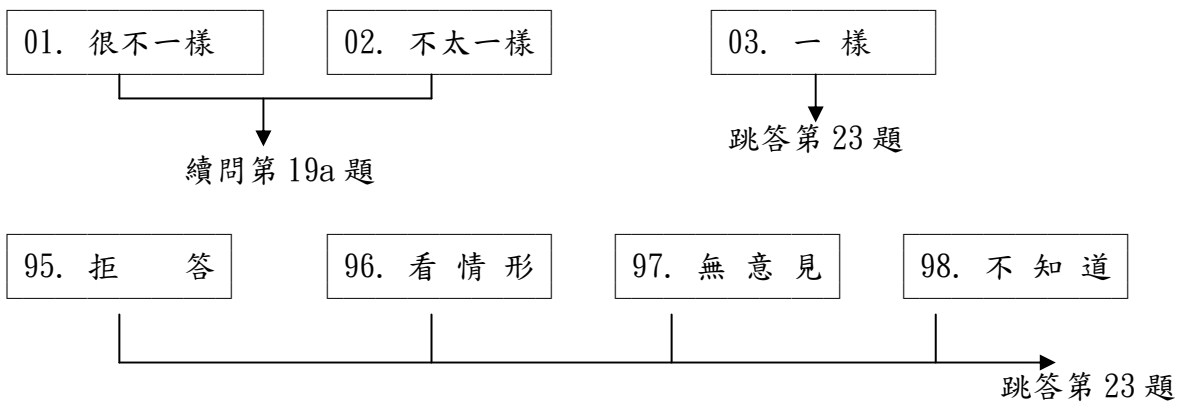 01. 很不一樣 02. 不太一樣 03. 一 樣
跳答第 23 題
續問第 19a 題
95. 拒 答 96. 看 情 形 97. 無 意 見 98. 不 知 道
跳答第 23 題